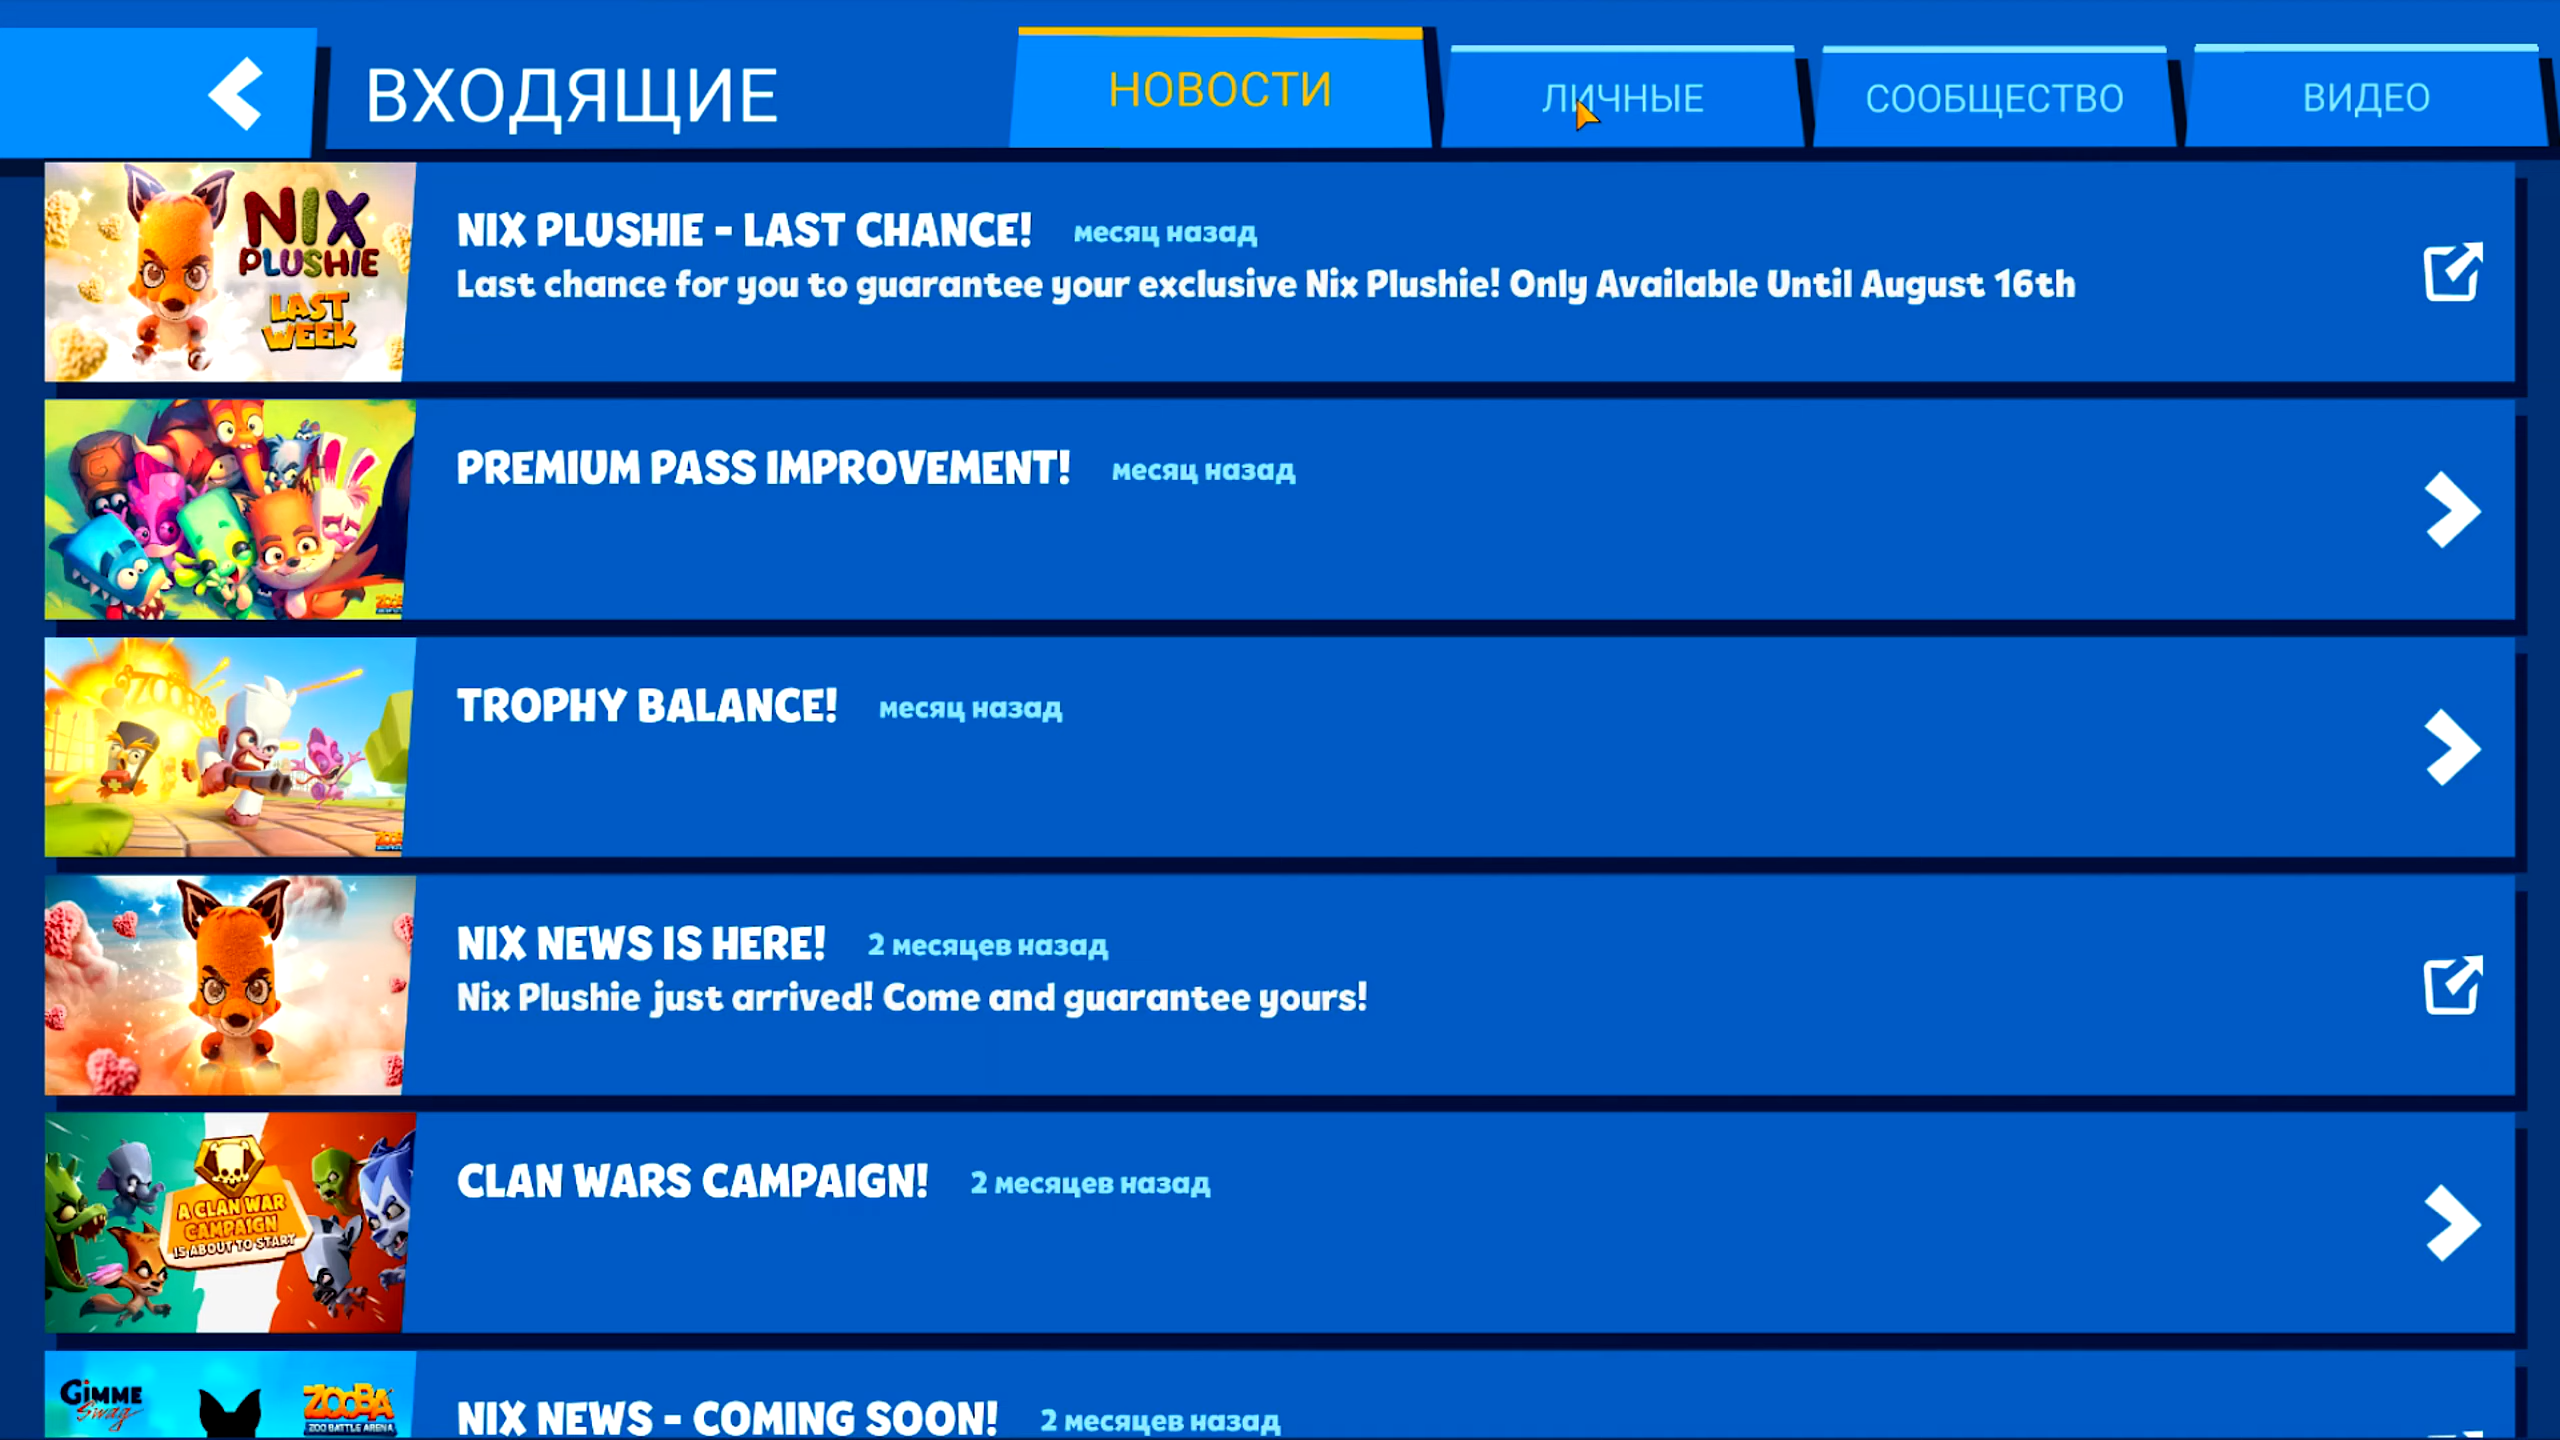 ВХОДЯЩИЕ
НОВОСТИ
ЛИЧНЫЕ
СООБЩЕСТВО
ВИДЕО
NIX
PLUSHIE
LAST
WEEK
NIX PLUSHIE - LAST CHANCE! месяц назад
Last chance for you to guarantee your exclusive Nix Plushie! Only Available Until August 16th
PREMIUM PASS IMPROVEMENT! месяц назад
TROPHY BALANCE! месяц назад
NIX NEWS IS HERE! 2 месяцев назад
Nix Plushie just arrived! Come and guarantee yours!
A CLAN WAR
CAMPAIGN
IS ABOUT TO START
CLAN WARS CAMPAIGN! 2 месяцев назад
GIMME
Swag
ZOOBA
ZOO BATTLE ARENA
NIX NEWS - COMING SOON! 2 месяцев назад